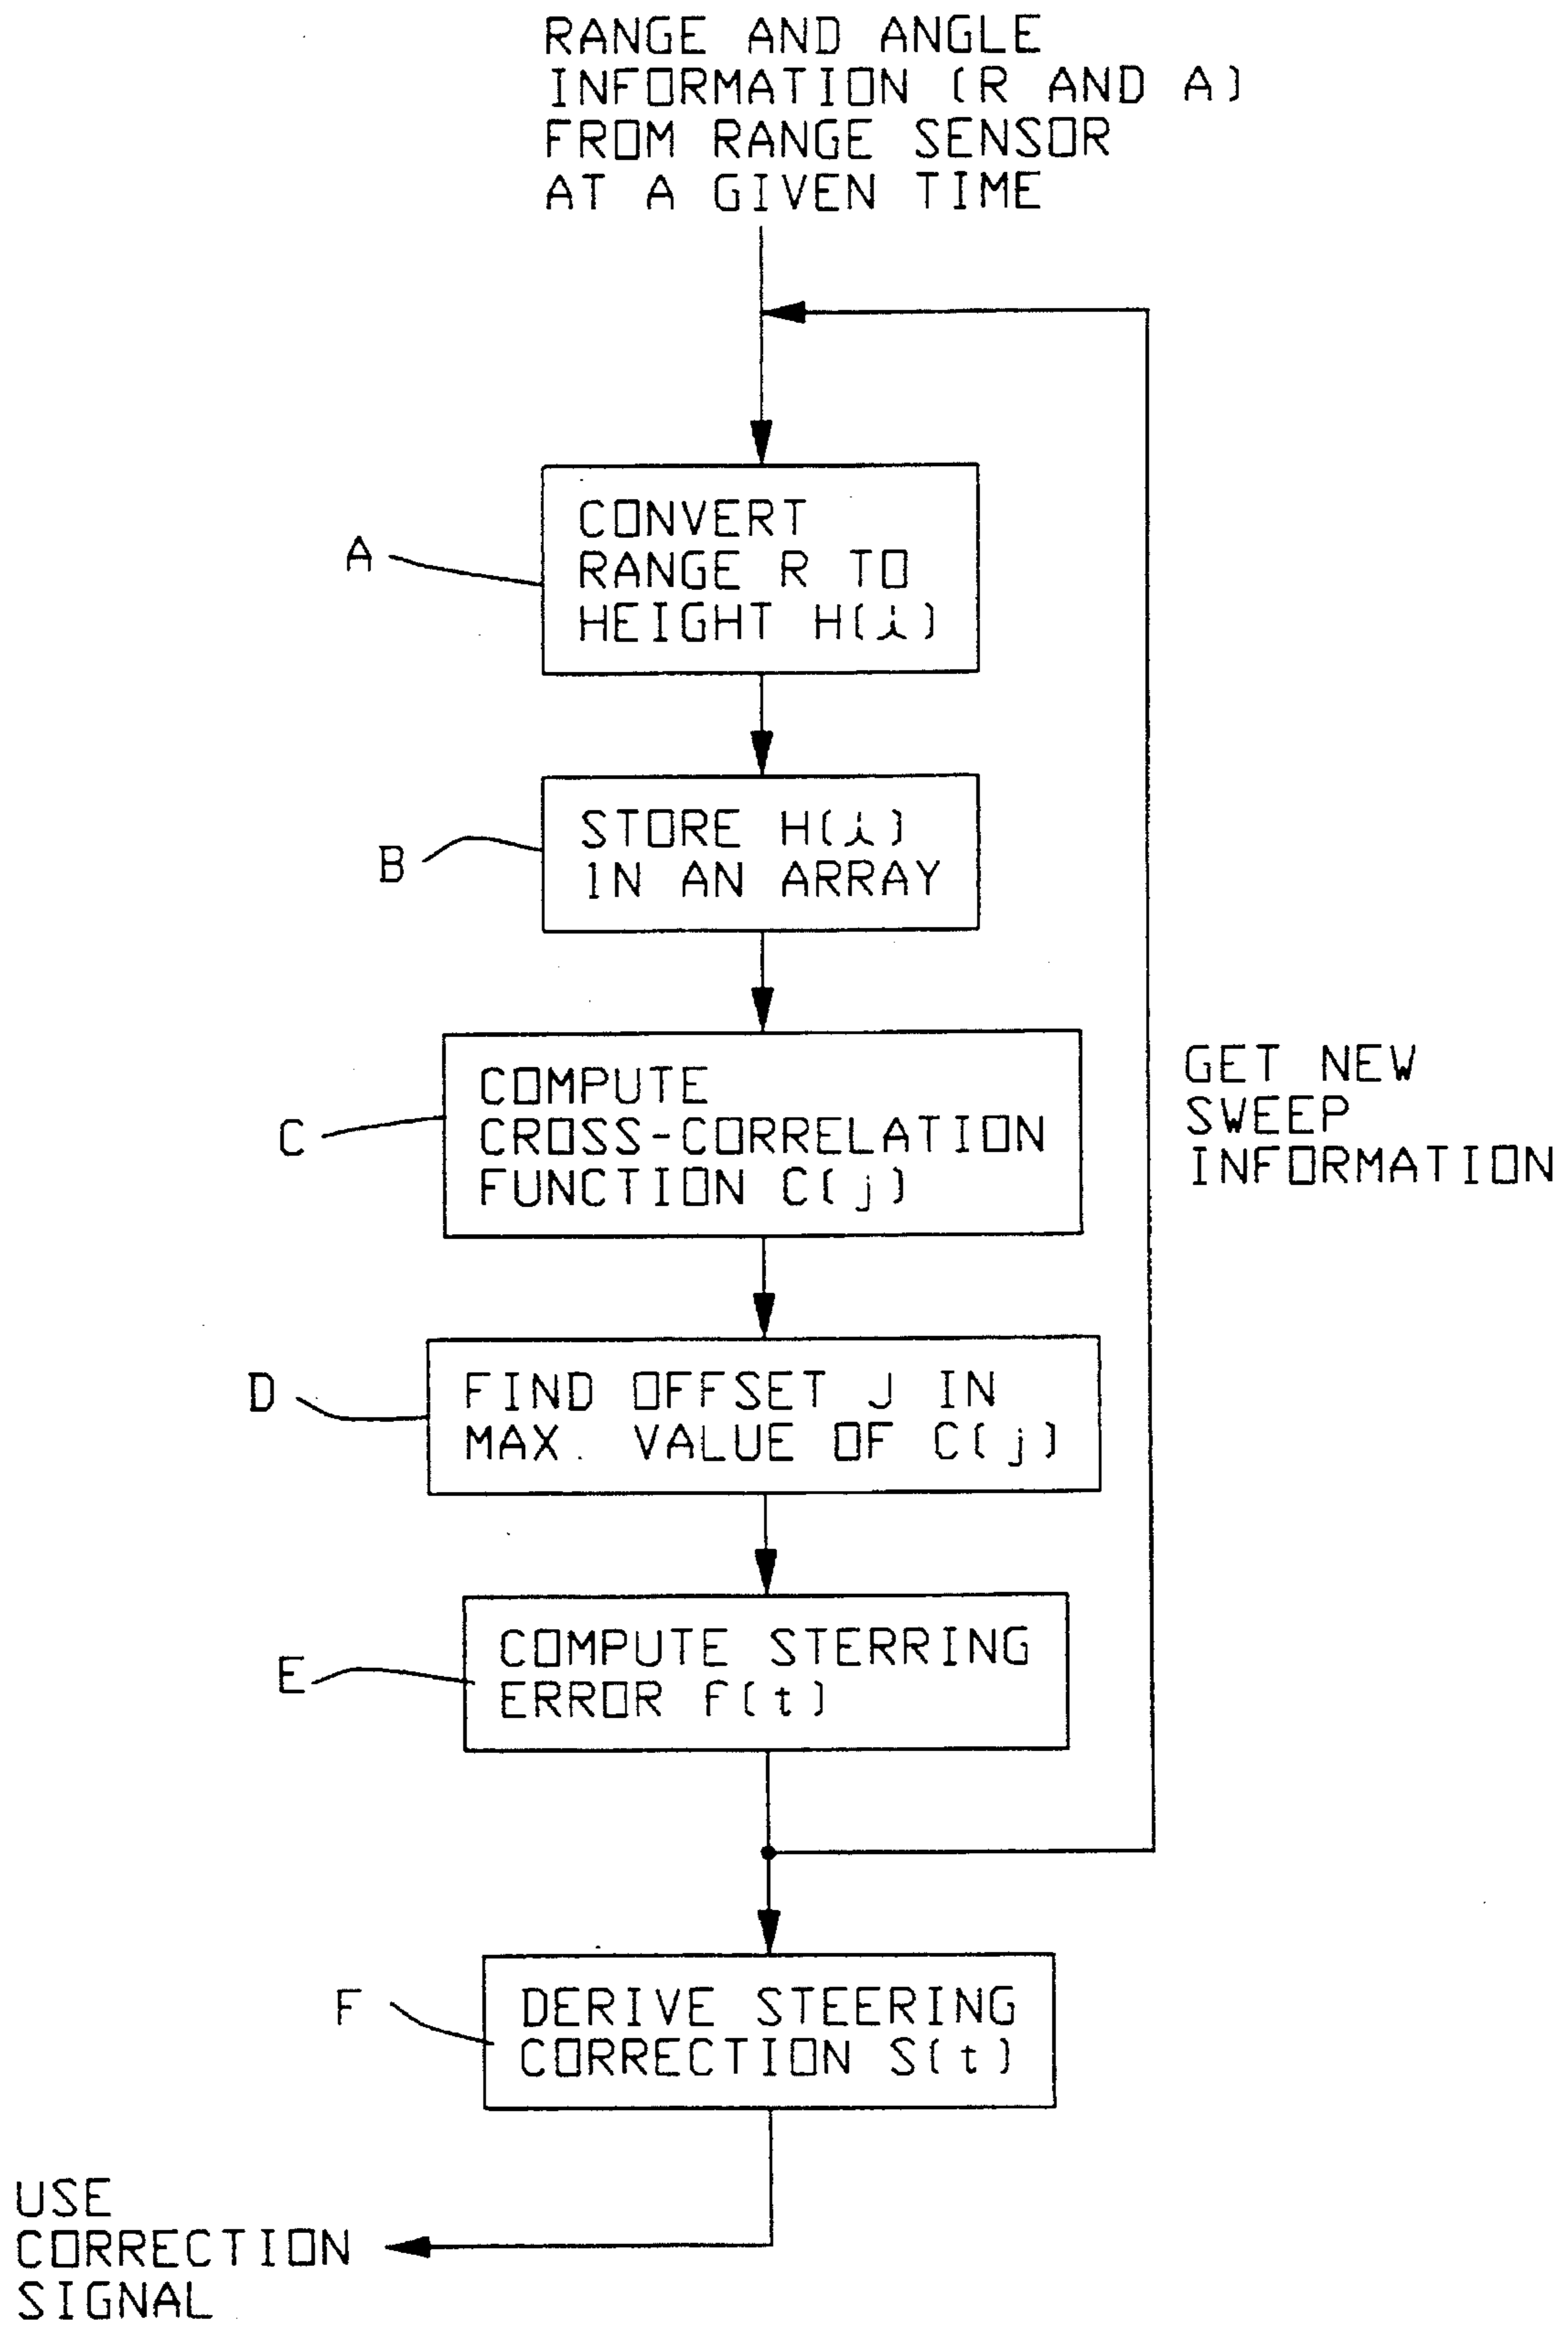 RANGE AND ANGLE
INFORMATION (R AND A)
FROM RANGE SENSOR
AT A GIVEN TIME
A
CONVERT
RANGE R TO
HEIGHT H(i)
B
STORE H(i)
IN AN ARRAY
C
COMPUTE
CROSS-CORRELATION
FUNCTION C(j)
GET NEW
SWEEP
INFORMATION
D
FIND OFFSET J IN
MAX. VALUE OF C(j)
E
COMPUTE STERRING
ERROR f(t)
F
DERIVE STEERING
CORRECTION S(t)
USE
CORRECTION
SIGNAL